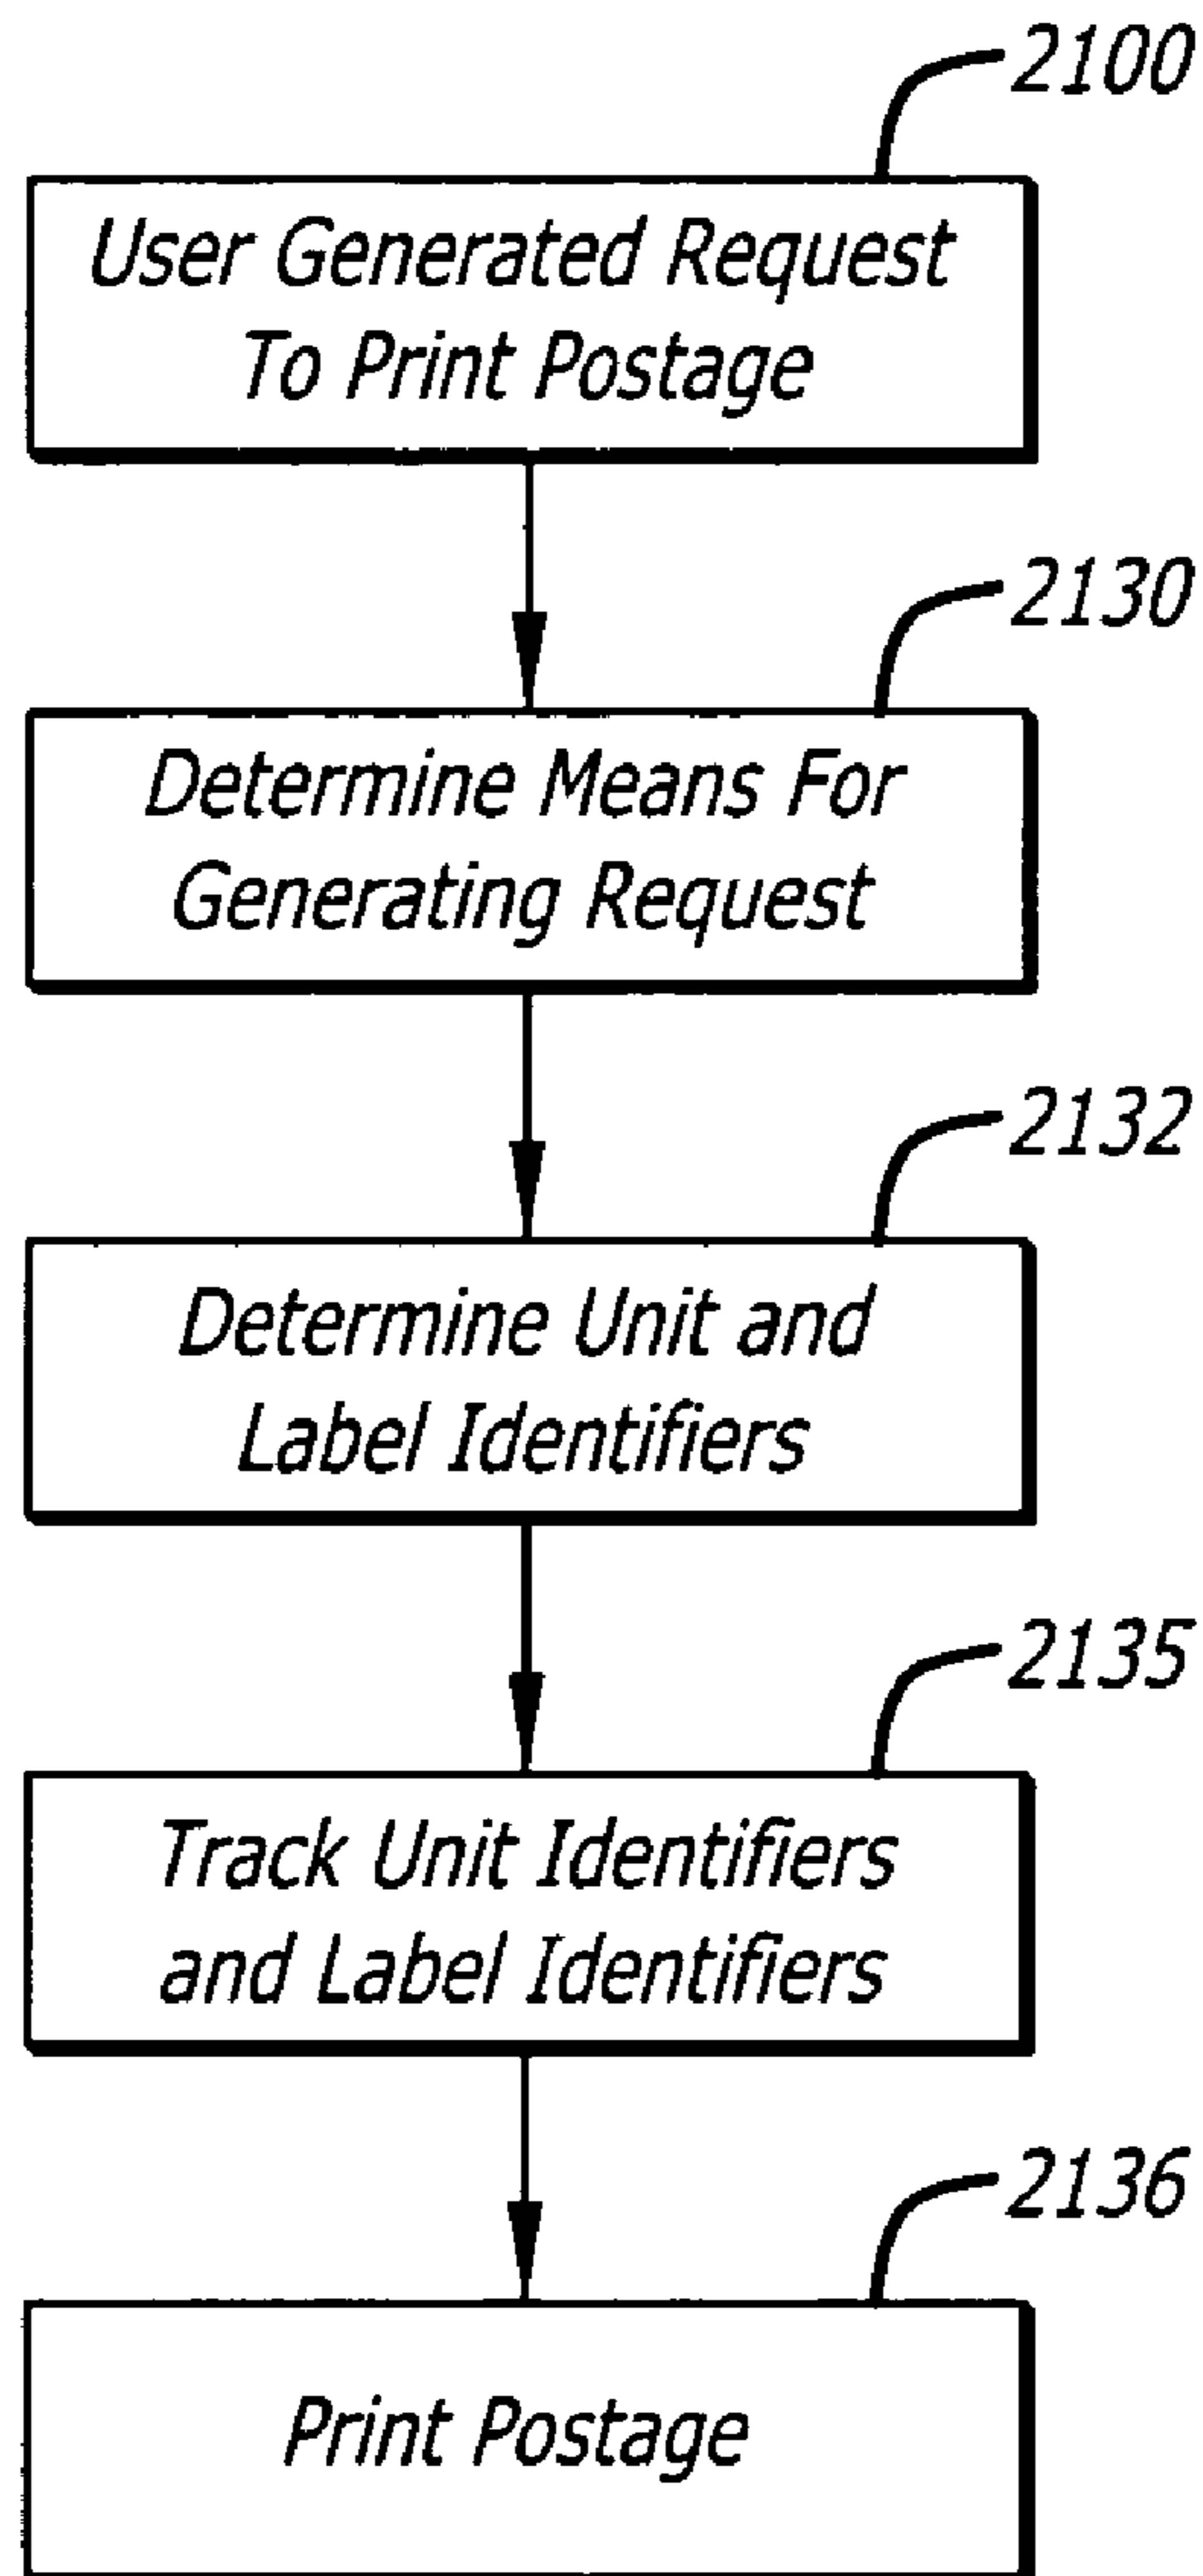 2100
User Generated Request
To Print Postage
2130
Determine Means For
Generating Request
2132
Determine Unit and
Label Identifiers
2135
Track Unit Identifiers
and Label Identifiers
2136
Print Postage